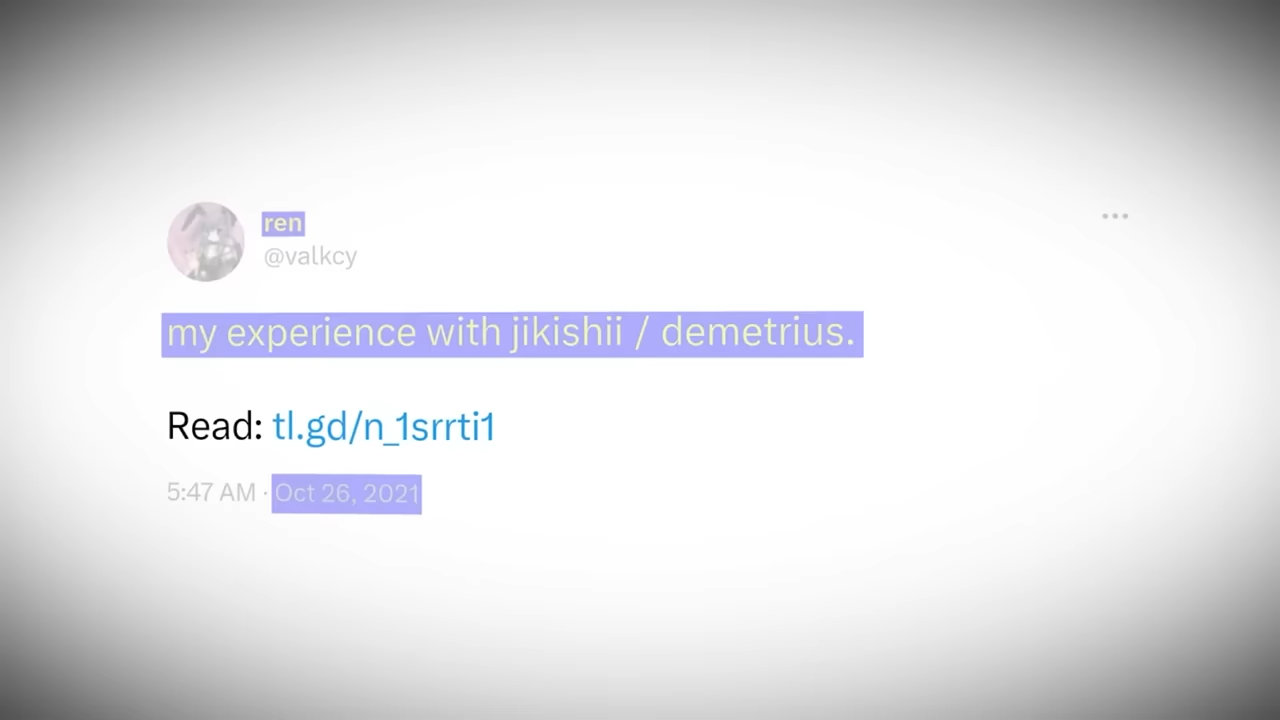 ren
@valkcy
my experience with jikishii / demetrius.
Read: tl.gd/n_1srrti1
5:47 AM · Oct 26, 2021